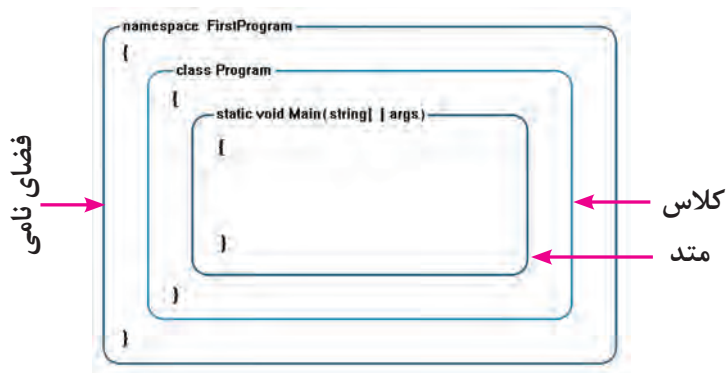 namespace FirstProgram
{
class Program
{
static void Main(string[ ] args)
{
}
}
}
فضای نامی
کلاس
متد